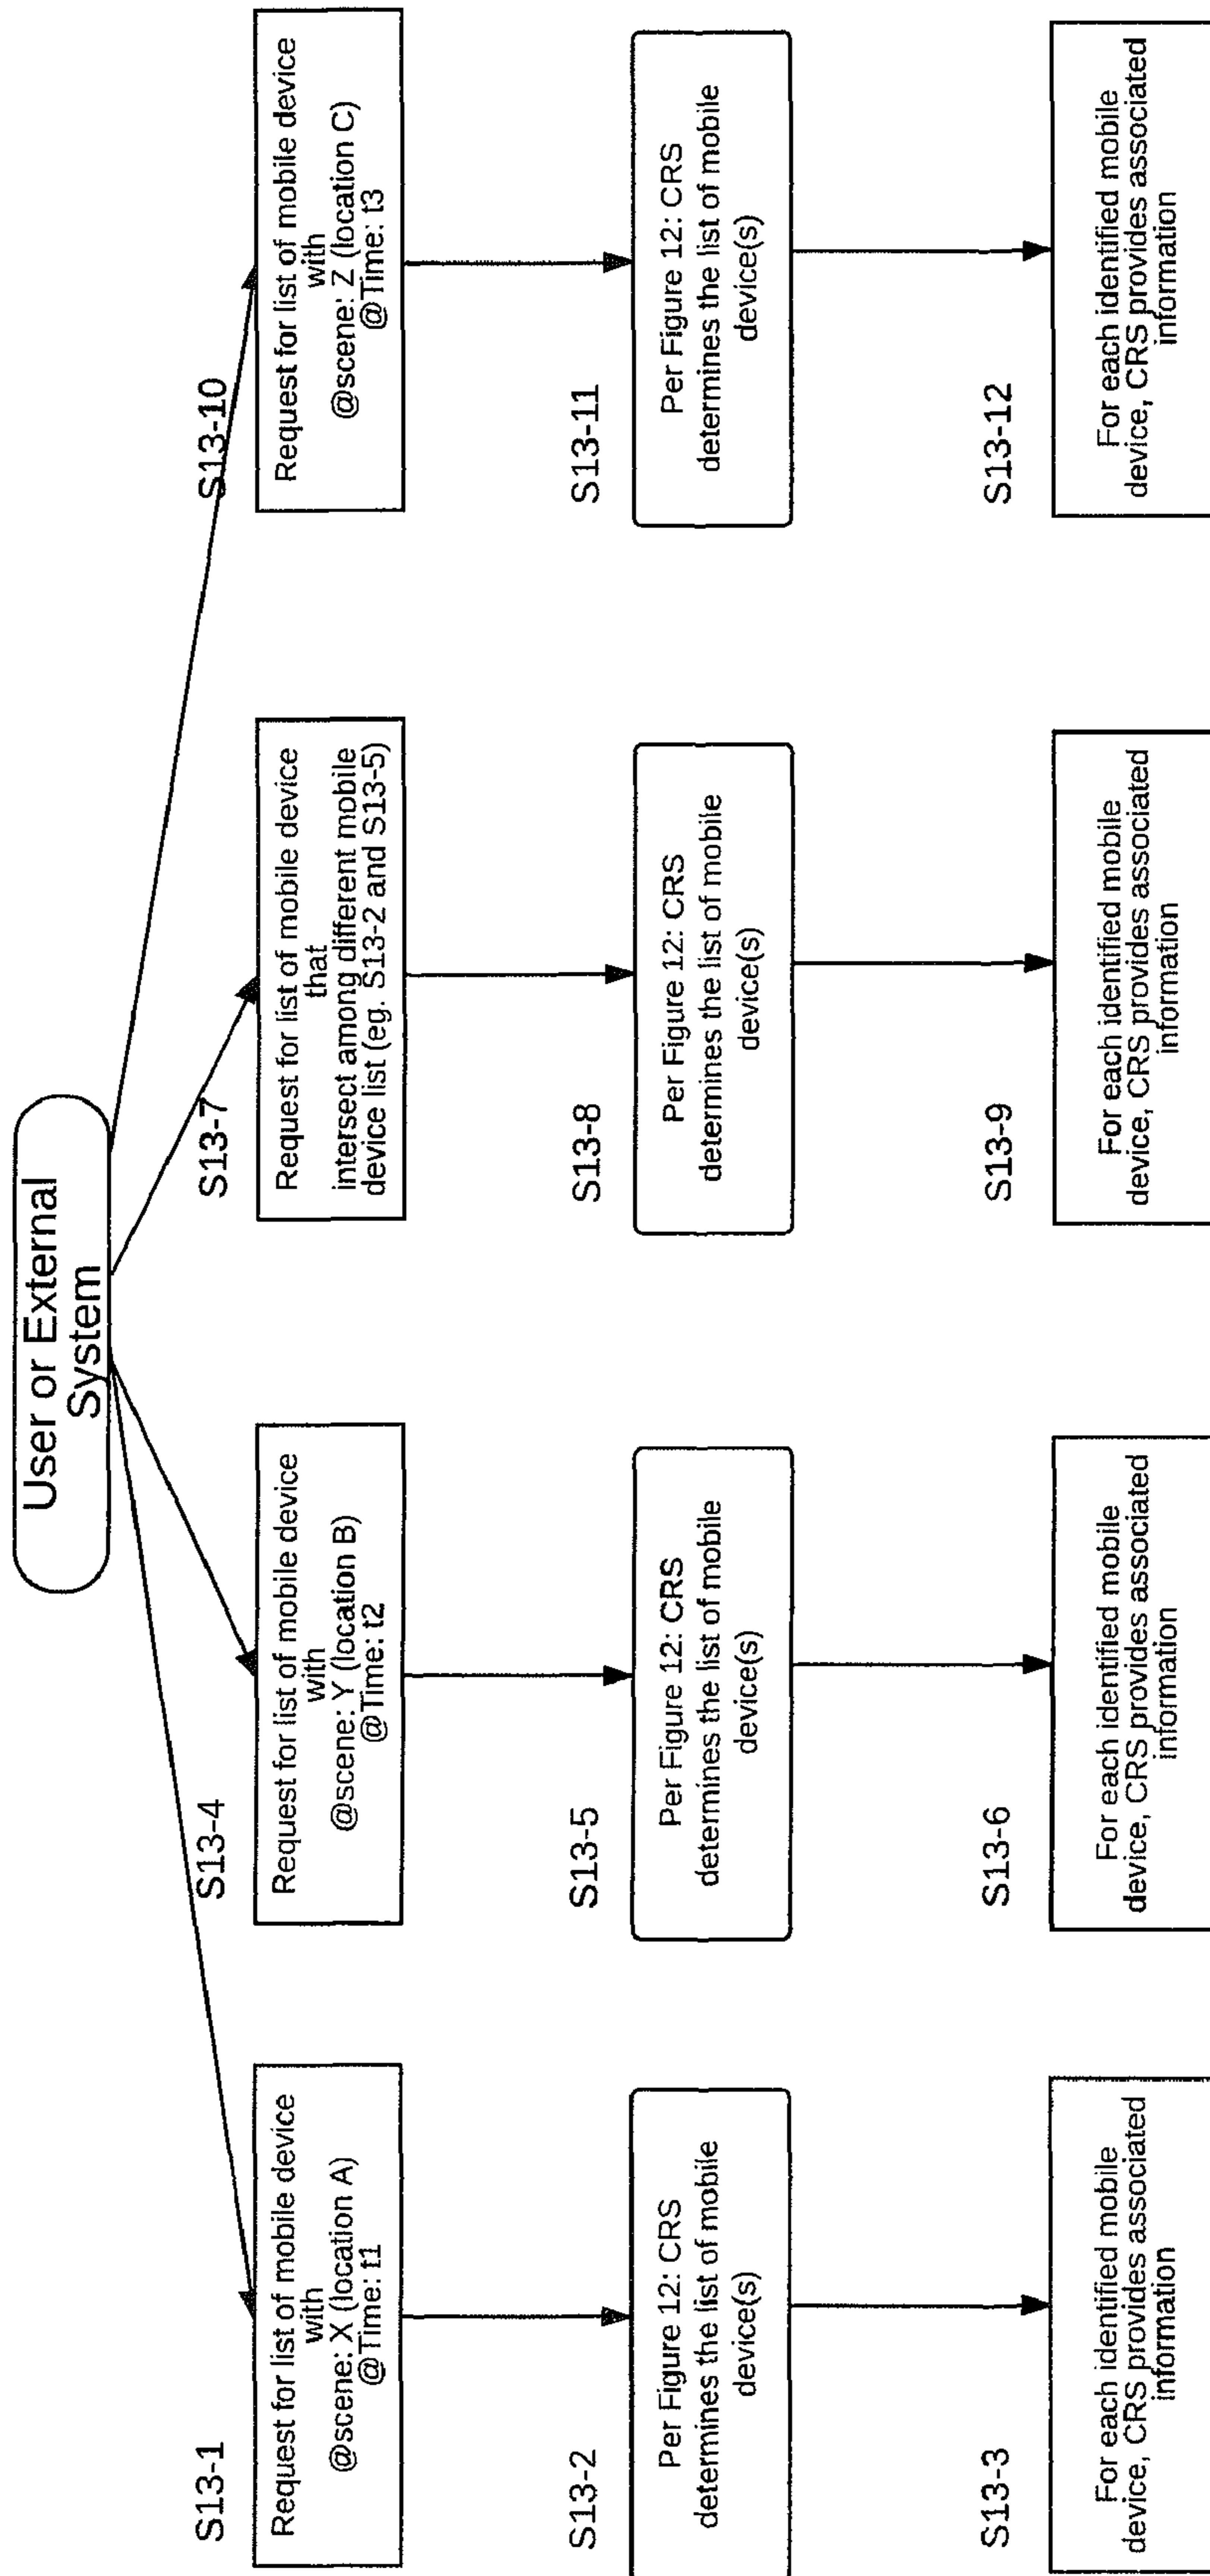 User or External
System
S13-1
Request for list of mobile device
with
@scene: X (location A)
@Time: t1
S13-2
Per Figure 12: CRS
determines the list of mobile
device(s)
S13-3
For each identified mobile
device, CRS provides associated
information
S13-4
Request for list of mobile device
with
@scene: Y (location B)
@Time: t2
S13-5
Per Figure 12: CRS
determines the list of mobile
device(s)
S13-6
For each identified mobile
device, CRS provides associated
information
S13-7
Request for list of mobile device
that
intersect among different mobile
device list (eg. S13-2 and S13-5)
S13-8
Per Figure 12: CRS
determines the list of mobile
device(s)
S13-9
For each identified mobile
device, CRS provides associated
information
S13-10
Request for list of mobile device
with
@scene: Z (location C)
@Time: t3
S13-11
Per Figure 12: CRS
determines the list of mobile
device(s)
S13-12
For each identified mobile
device, CRS provides associated
information